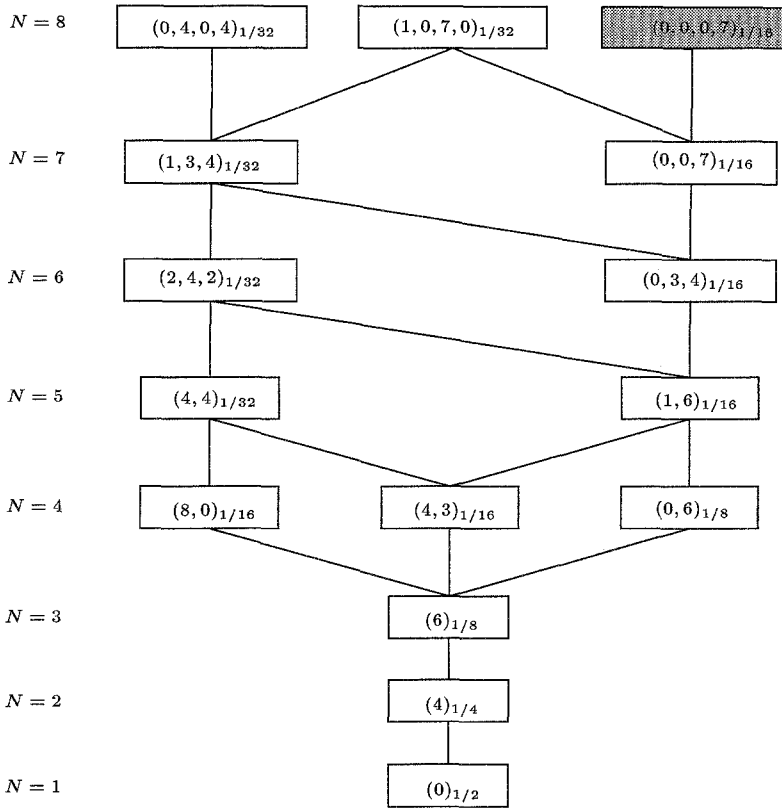 N = 8 (0, 4, 0, 4)1/32 (1, 0, 7, 0)1/32 (0, 0, 0, 7)1/16
N = 7 (1, 3, 4)1/32 (0, 0, 7)1/16
N = 6 (2, 4, 2)1/32 (0, 3, 4)1/16
N = 5 (4, 4)1/32 (1, 6)1/16
N = 4 (8, 0)1/16 (4, 3)1/16 (0, 6)1/8
N = 3 (6)1/8
N = 2 (4)1/4
N = 1 (0)1/2